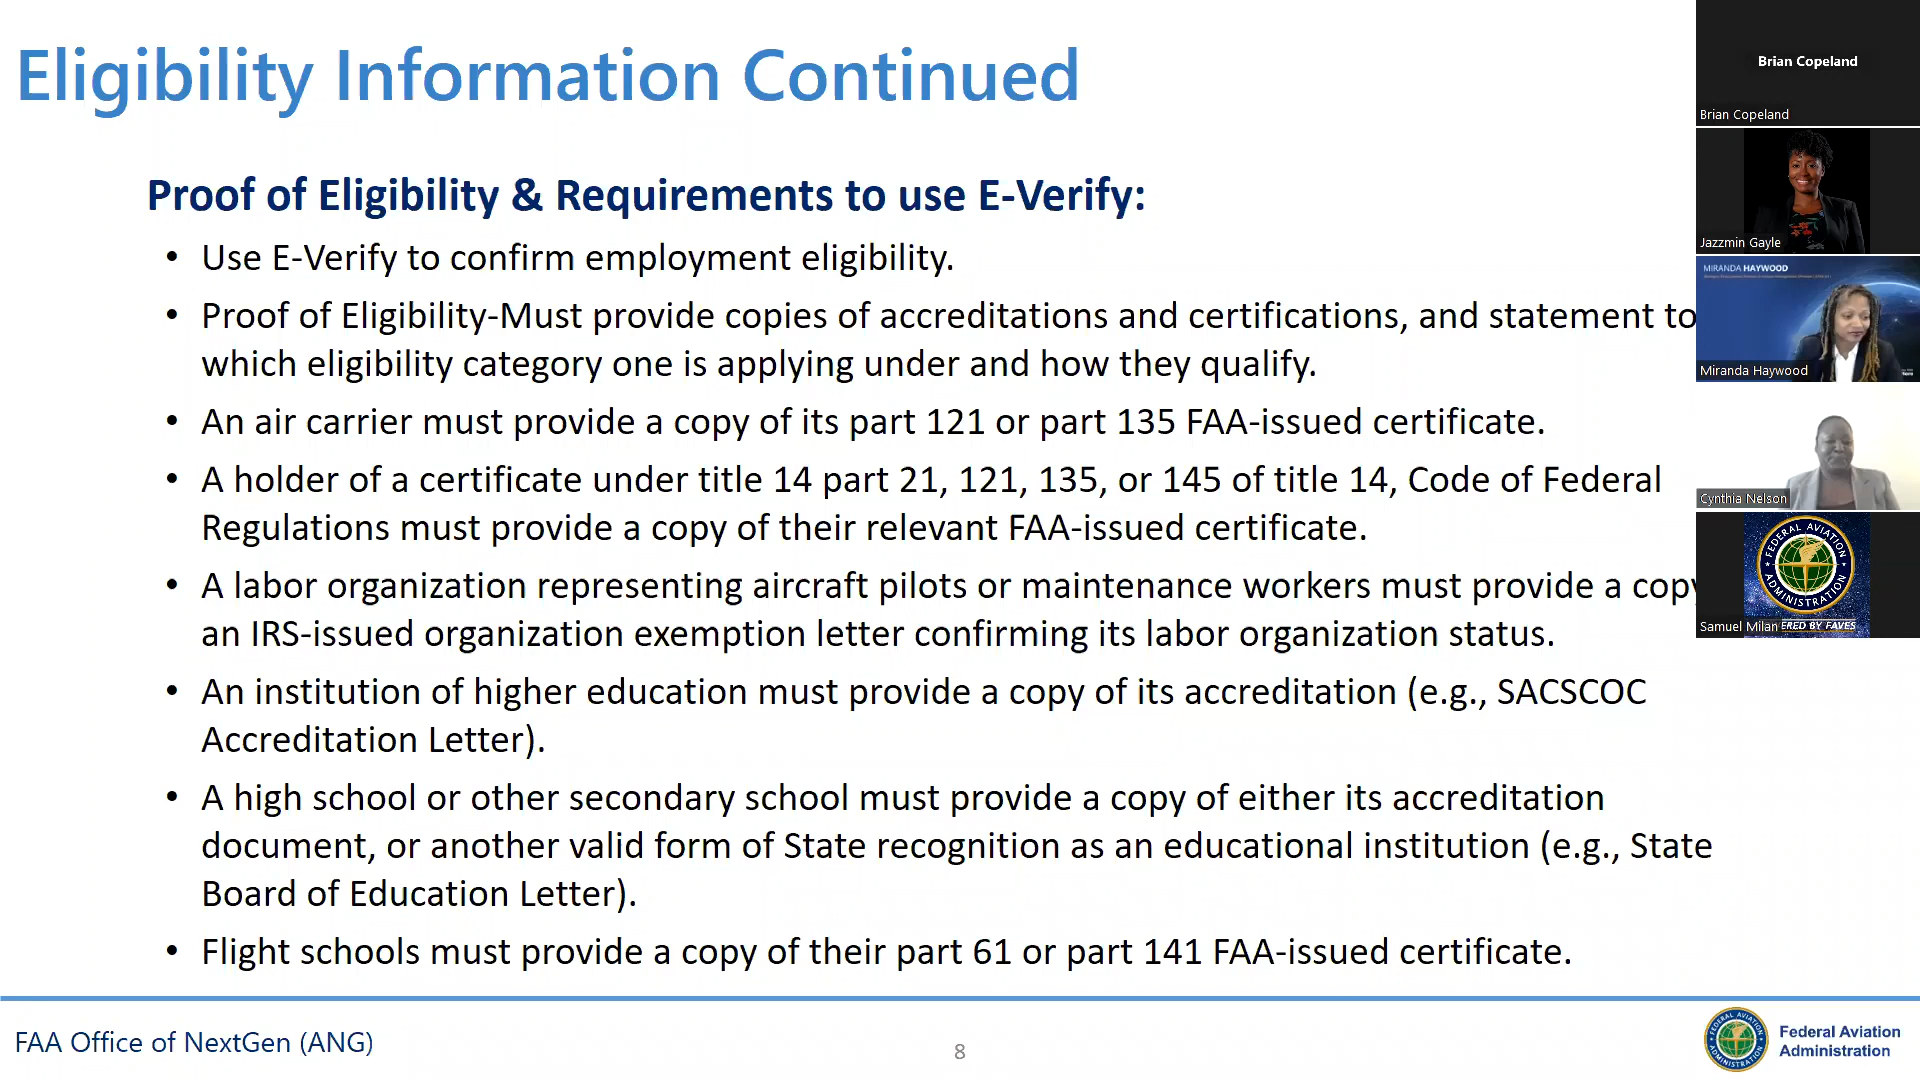 Eligibility Information Continued
Proof of Eligibility & Requirements to use E-Verify:
• Use E-Verify to confirm employment eligibility.
• Proof of Eligibility-Must provide copies of accreditations and certifications, and statement to
which eligibility category one is applying under and how they qualify.
• An air carrier must provide a copy of its part 121 or part 135 FAA-issued certificate.
• A holder of a certificate under title 14 part 21, 121, 135, or 145 of title 14, Code of Federal
Regulations must provide a copy of their relevant FAA-issued certificate.
• A labor organization representing aircraft pilots or maintenance workers must provide a copy
an IRS-issued organization exemption letter confirming its labor organization status.
• An institution of higher education must provide a copy of its accreditation (e.g., SACSCOC
Accreditation Letter).
• A high school or other secondary school must provide a copy of either its accreditation
document, or another valid form of State recognition as an educational institution (e.g., State
Board of Education Letter).
• Flight schools must provide a copy of their part 61 or part 141 FAA-issued certificate.
FAA Office of NextGen (ANG)
8
Federal Aviation
Administration
Brian Copeland
Brian Copeland
Jazzmin Gayle
MIRANDA HAYWOOD
Miranda Haywood
Cynthia Nelson
FEDERAL AVIATION
ADMINISTRATION
Samuel Milan
ERED BY FAVES